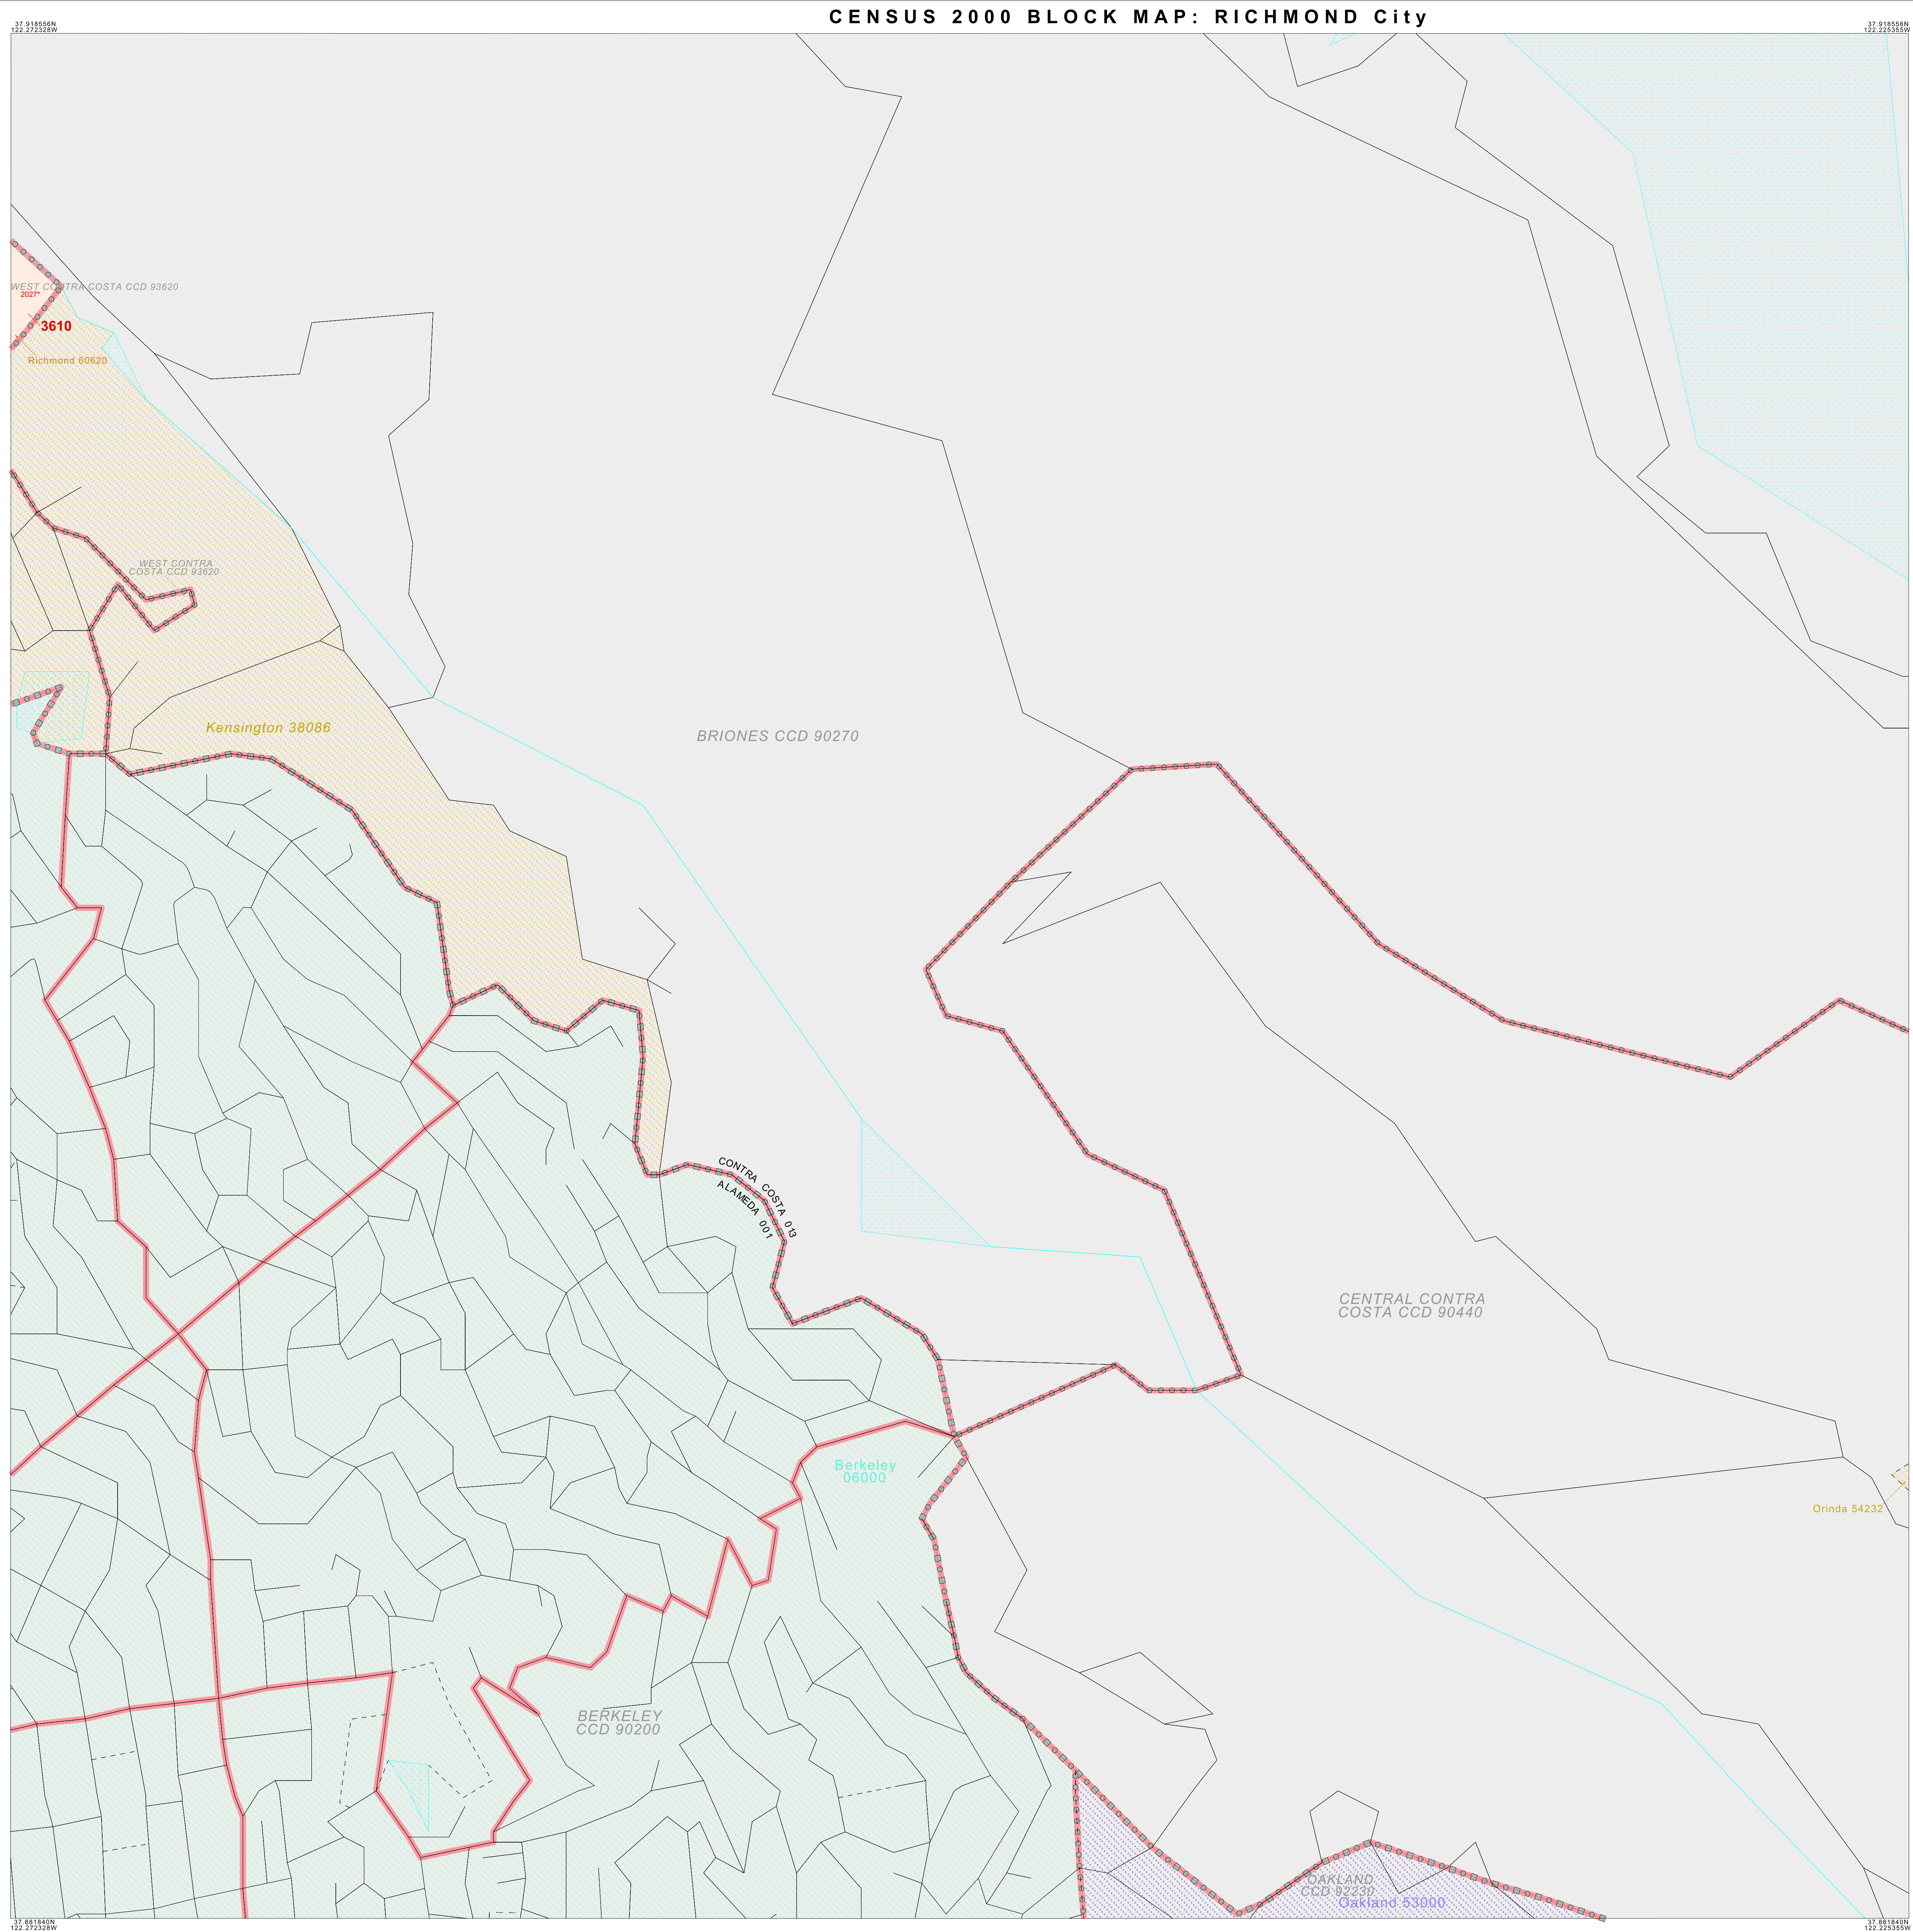 CENSUS 2000 BLOCK MAP: RICHMOND City
37.918556N
122.272328W
37.918556N
122.225355W
WEST CONTRA COSTA CCD 93620
2027*
3610
Richmond 60620
WEST CONTRA
COSTA CCD 93620
Kensington 38086
BRIONES CCD 90270
CONTRA COSTA 013
ALAMEDA 001
CENTRAL CONTRA
COSTA CCD 90440
Berkeley
06000
Orinda 54232
BERKELEY
CCD 90200
OAKLAND
CCD 92230
Oakland 53000
37.881840N
122.272328W
37.881840N
122.225355W